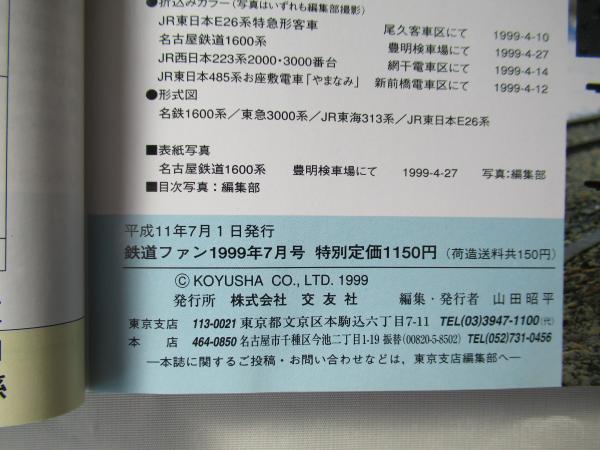 ●折込みカラー（写真はいずれも編集部撮影）
JR東日本E26系特急形客車 尾久客車区にて 1999-4-10
名古屋鉄道1600系 豊明検車場にて 1999-4-27
JR西日本223系2000・3000番台 網干電車区にて 1999-4-14
JR東日本485系お座敷電車「やまなみ」 新前橋電車区にて 1999-4-12
●形式図
名鉄1600系／東急3000系／JR東海313系／JR東日本E26系
■表紙写真
名古屋鉄道1600系 豊明検車場にて 1999-4-27 写真:編集部
■目次写真：編集部
平成11年7月1日発行
鉄道ファン1999年7月号 特別定価1150円（荷造送料共150円）
©KOYUSHA CO., LTD. 1999
発行所 株式会社 交友社 編集・発行者 山田昭平
東京支店 113-0021 東京都文京区本駒込六丁目7-11 TEL(03)3947-1100(代)
本店 464-0850 名古屋市千種区今池二丁目1-19 振替(00820-5-8502) TEL(052)731-0456
―本誌に関するご投稿・お問い合わせなどは，東京支店編集部へ―